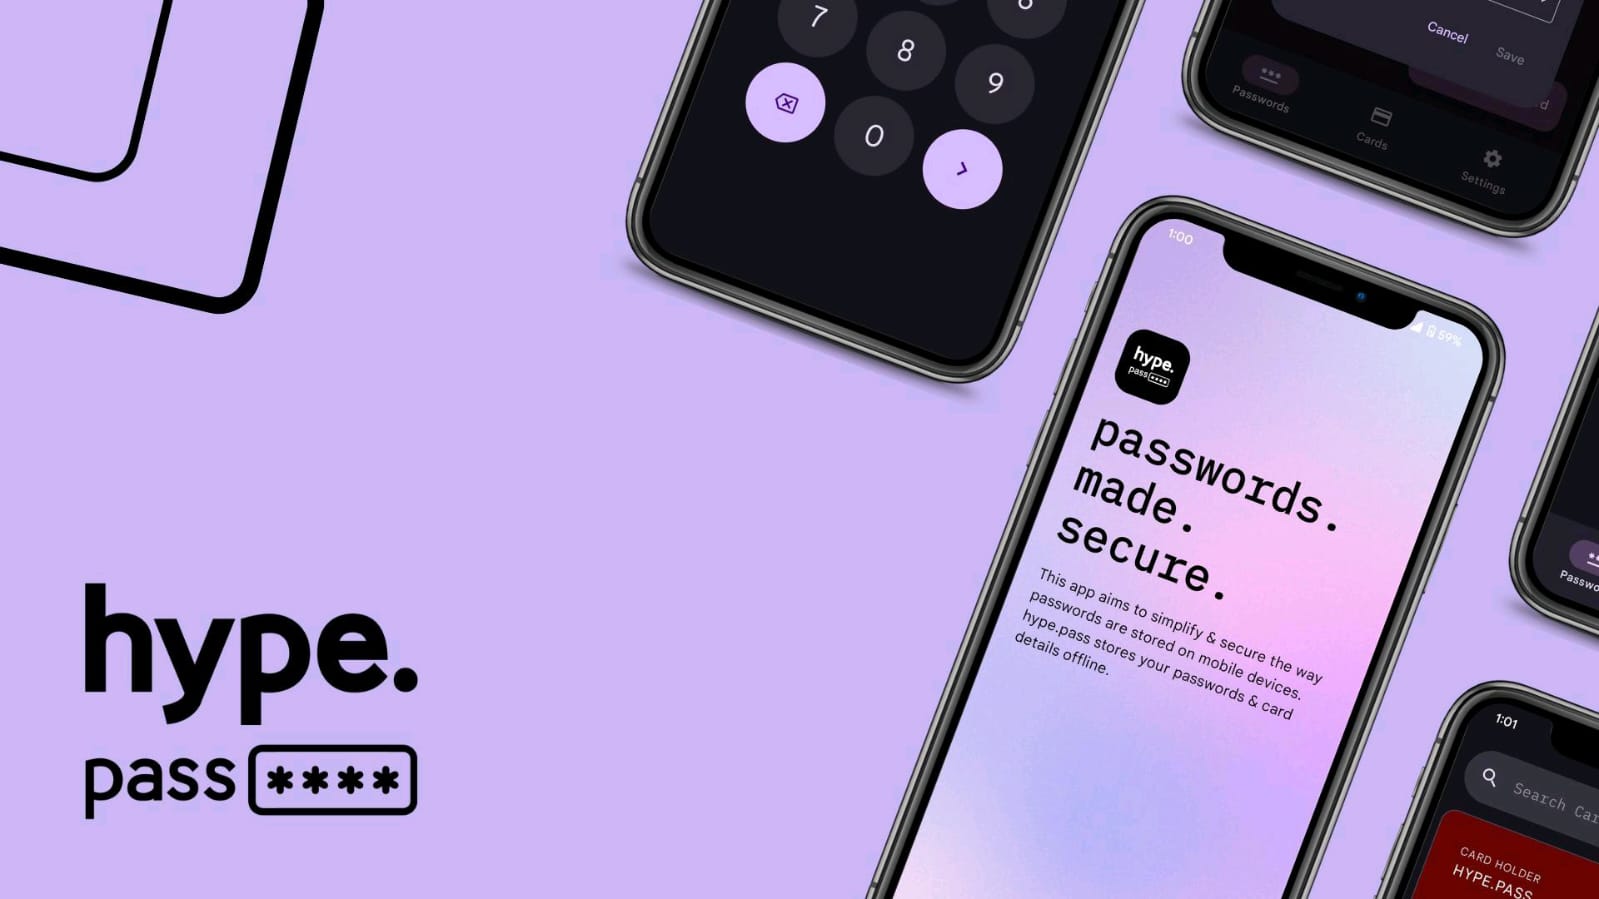 7
8
9
0
Cancel
Save
Passwords
Cards
Settings
1:00
59%
hype.
pass****
passwords.
made.
secure.
This app aims to simplify & secure the way
passwords are stored on mobile devices.
hype.pass stores your passwords & card
details offline.
hype.
pass ****
1:01
Search
CARD HOLDER
HYPE.PASS